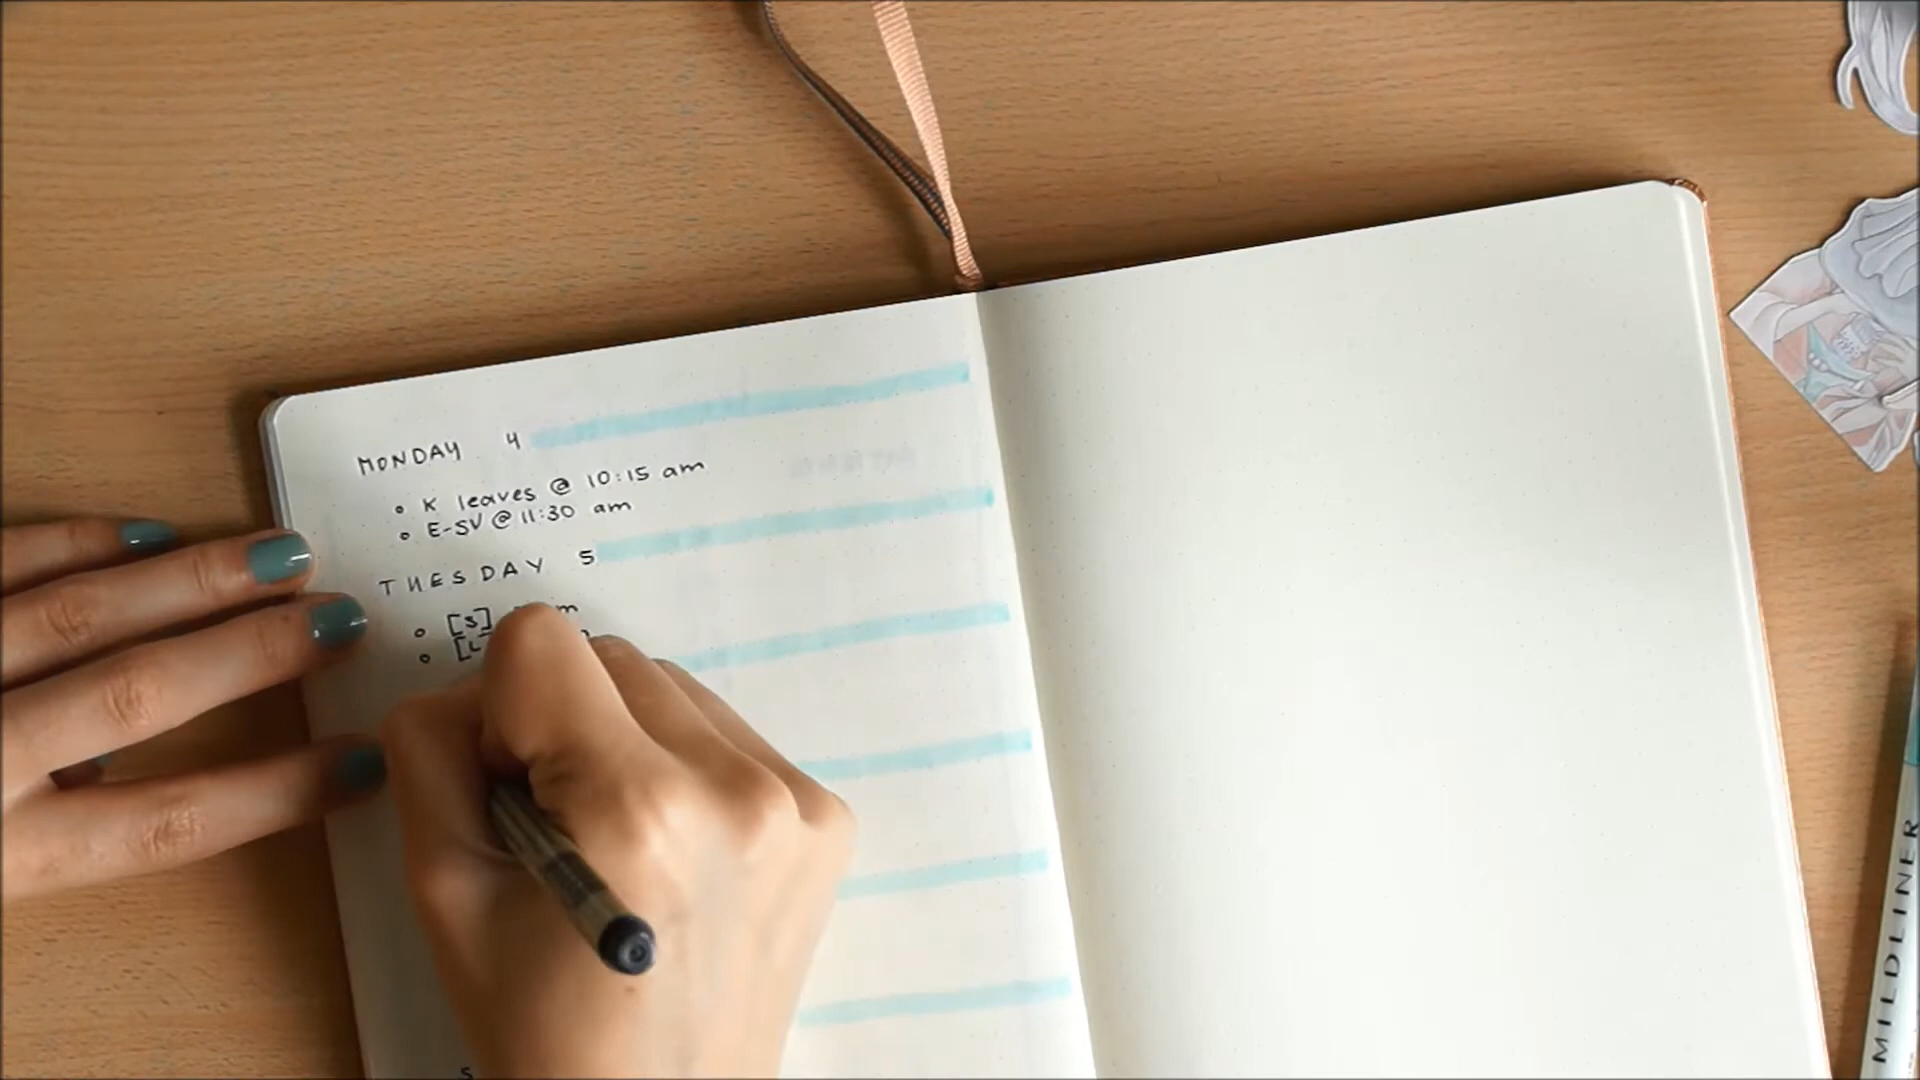 MONDAY 4
K leaves @ 10:15 am
E-SV @ 11:30 am
TUESDAY 5
[S]
[L
S
MILDLINER